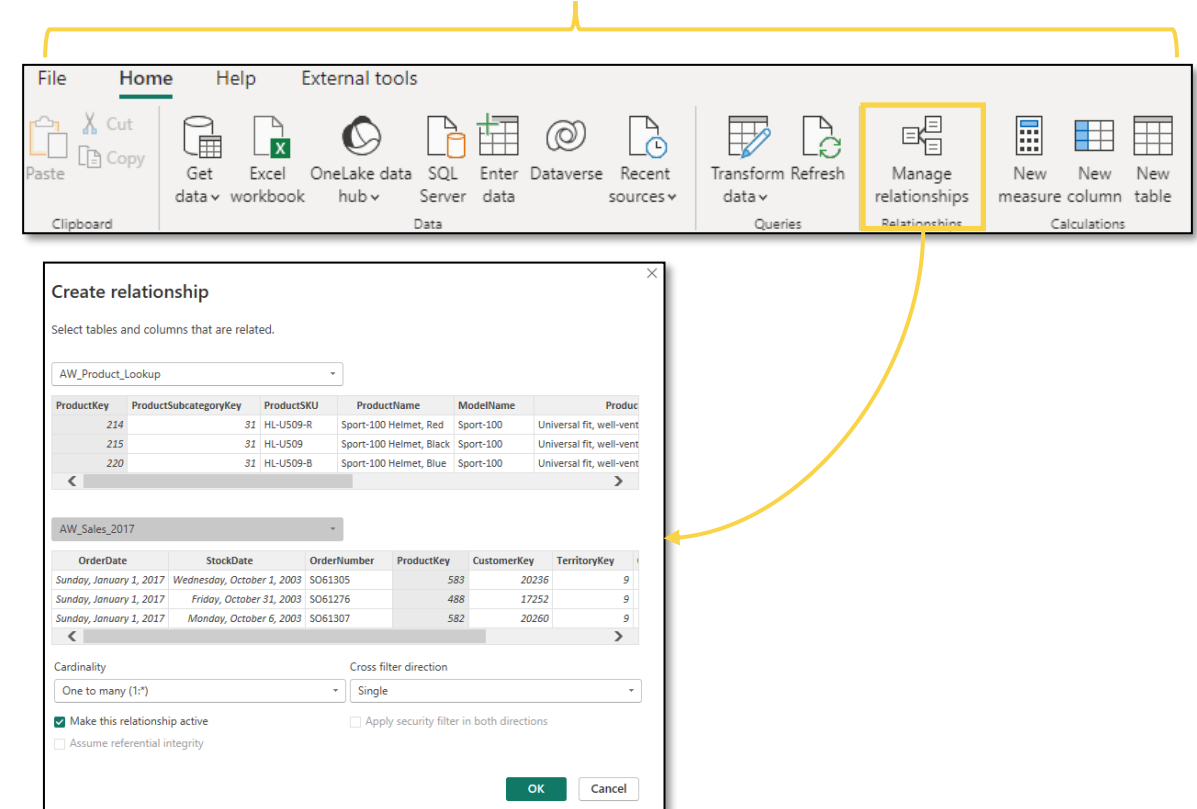 File Home Help External tools
Cut
Copy
Paste
Get data
Excel workbook
OneLake data hub
SQL Server
Enter data
Dataverse
Recent sources
Transform data
Refresh
Manage relationships
New measure
New column
New table
Clipboard Data Queries Relationships Calculations
Create relationship
Select tables and columns that are related.
AW_Product_Lookup
ProductKey ProductSubcategoryKey ProductSKU ProductName ModelName Produc
214 31 HL-U509-R Sport-100 Helmet, Red Sport-100 Universal fit, well-vent
215 31 HL-U509 Sport-100 Helmet, Black Sport-100 Universal fit, well-vent
220 31 HL-U509-B Sport-100 Helmet, Blue Sport-100 Universal fit, well-vent
AW_Sales_2017
OrderDate StockDate OrderNumber ProductKey CustomerKey TerritoryKey
Sunday, January 1, 2017 Wednesday, October 1, 2003 SO61305 583 20236 9
Sunday, January 1, 2017 Friday, October 31, 2003 SO61276 488 17252 9
Sunday, January 1, 2017 Monday, October 6, 2003 SO61307 582 20260 9
Cardinality Cross filter direction
One to many (1:*) Single
Make this relationship active Apply security filter in both directions
Assume referential integrity
OK Cancel